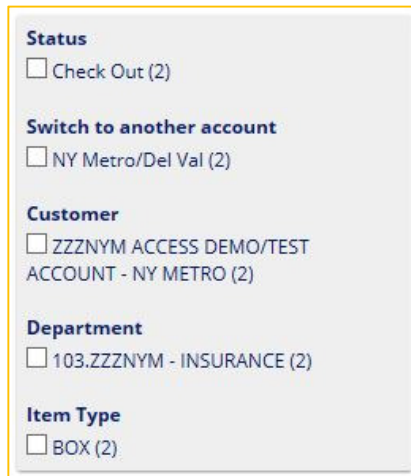 Status
Check Out (2)
Switch to another account
NY Metro/Del Val (2)
Customer
ZZZNYM ACCESS DEMO/TEST
ACCOUNT - NY METRO (2)
Department
103.ZZZNYM - INSURANCE (2)
Item Type
BOX (2)